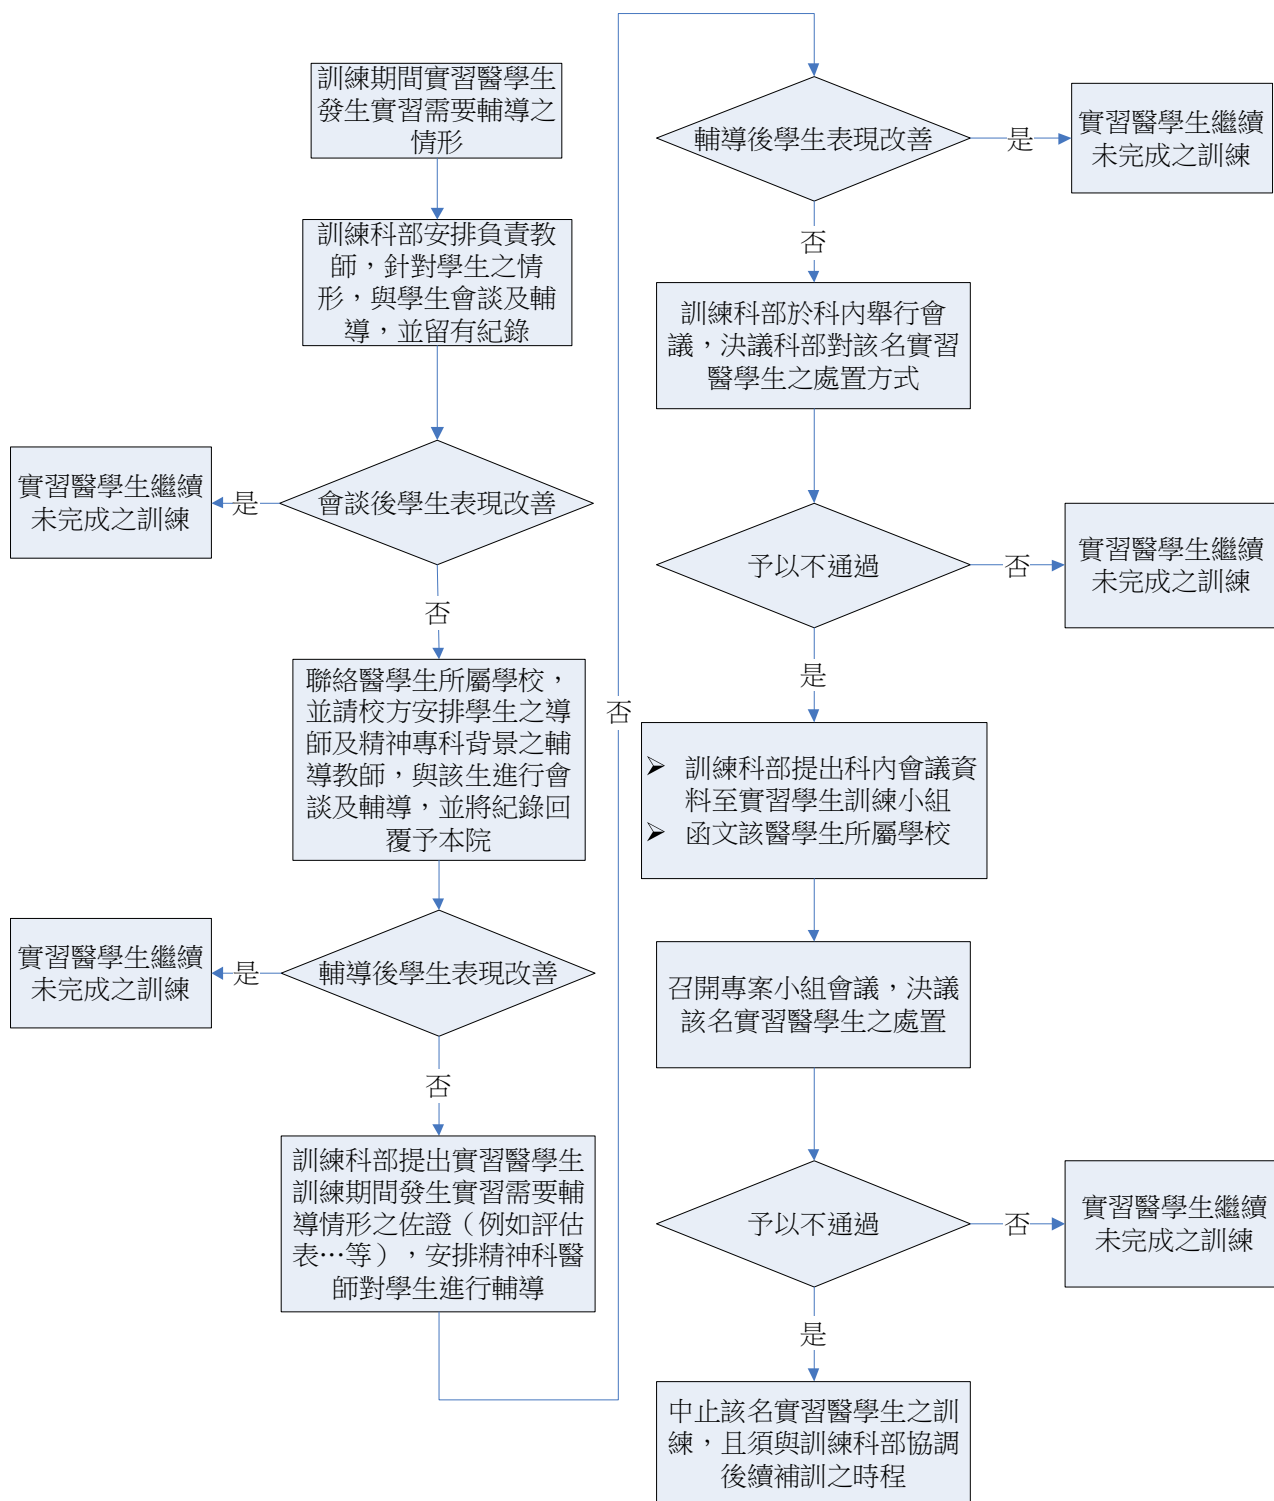 訓練期間實習醫學生
發生實習需要輔導之
情形
訓練科部安排負責教
師，針對學生之情
形，與學生會談及輔
導，並留有紀錄
會談後學生表現改善
是
實習醫學生繼續
未完成之訓練
否
聯絡醫學生所屬學校，
並請校方安排學生之導
師及精神專科背景之輔
導教師，與該生進行會
談及輔導，並將紀錄回
覆予本院
輔導後學生表現改善
是
實習醫學生繼續
未完成之訓練
否
訓練科部提出實習醫學生
訓練期間發生實習需要輔
導情形之佐證（例如評估
表…等），安排精神科醫
師對學生進行輔導
否
輔導後學生表現改善
是
實習醫學生繼續
未完成之訓練
否
訓練科部於科內舉行會
議，決議科部對該名實習
醫學生之處置方式
予以不通過
否
實習醫學生繼續
未完成之訓練
是
➢ 訓練科部提出科內會議資
料至實習學生訓練小組
➢ 函文該醫學生所屬學校
召開專案小組會議，決議
該名實習醫學生之處置
予以不通過
否
實習醫學生繼續
未完成之訓練
是
中止該名實習醫學生之訓
練，且須與訓練科部協調
後續補訓之時程